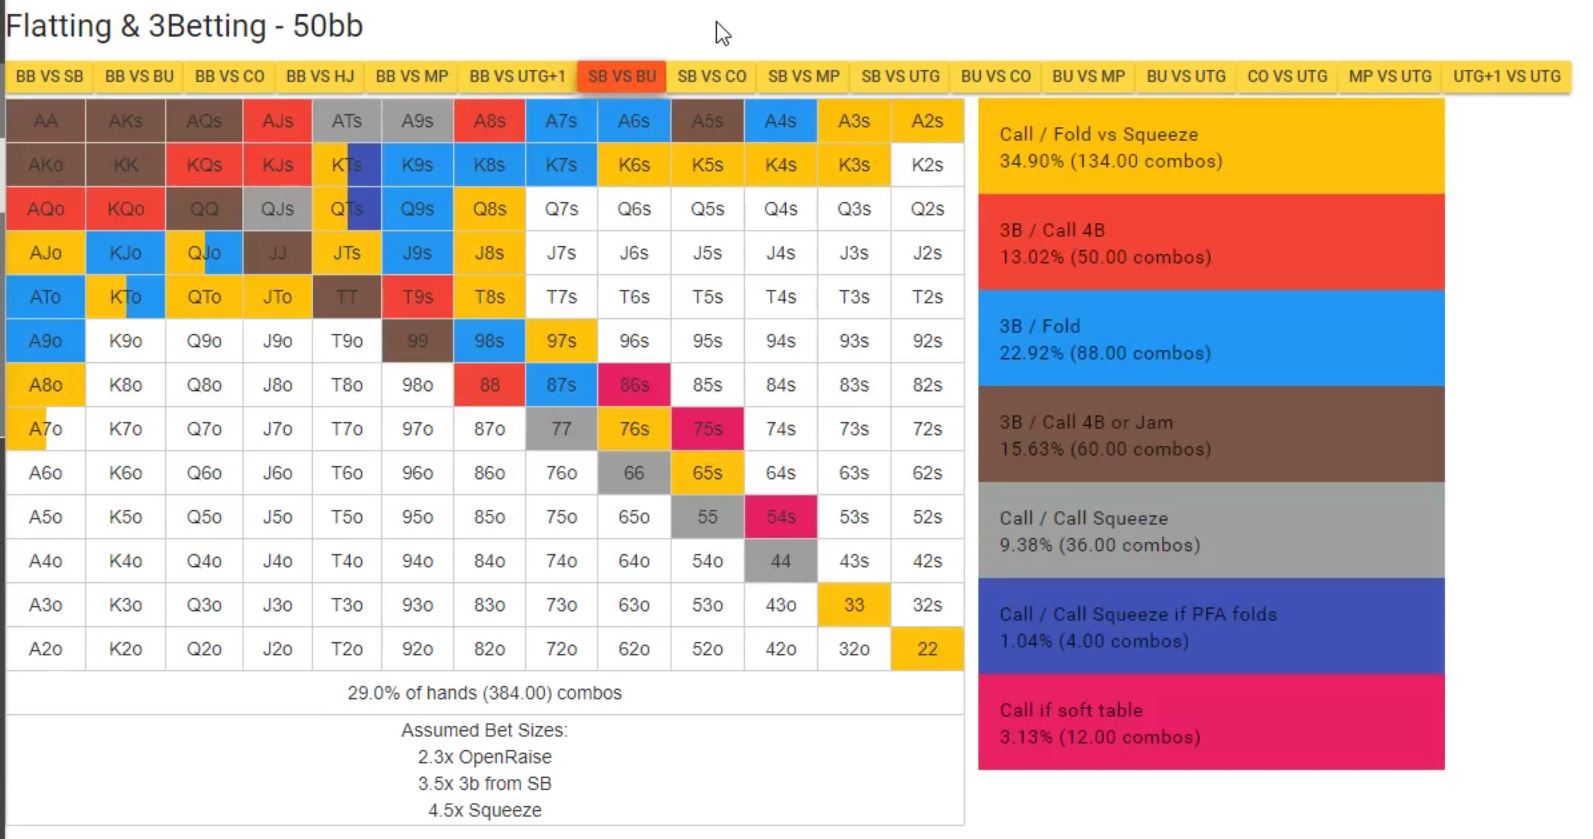 Flatting & 3Betting - 50bb
BB VS SB BB VS BU BB VS CO BB VS HJ BB VS MP BB VS UTG+1 SB VS BU SB VS CO SB VS MP SB VS UTG BU VS CO BU VS MP BU VS UTG CO VS UTG MP VS UTG UTG+1 VS UTG
AA AKs AQs AJs ATs A9s A8s A7s A6s A5s A4s A3s A2s
AKo KK KQs KJs KTs K9s K8s K7s K6s K5s K4s K3s K2s
AQo KQo QQ QJs QTs Q9s Q8s Q7s Q6s Q5s Q4s Q3s Q2s
AJo KJo QJo JJ JTs J9s J8s J7s J6s J5s J4s J3s J2s
ATo KTo QTo JTo TT T9s T8s T7s T6s T5s T4s T3s T2s
A9o K9o Q9o J9o T9o 99 98s 97s 96s 95s 94s 93s 92s
A8o K8o Q8o J8o T8o 98o 88 87s 86s 85s 84s 83s 82s
A7o K7o Q7o J7o T7o 97o 87o 77 76s 75s 74s 73s 72s
A6o K6o Q6o J6o T6o 96o 86o 76o 66 65s 64s 63s 62s
A5o K5o Q5o J5o T5o 95o 85o 75o 65o 55 54s 53s 52s
A4o K4o Q4o J4o T4o 94o 84o 74o 64o 54o 44 43s 42s
A3o K3o Q3o J3o T3o 93o 83o 73o 63o 53o 43o 33 32s
A2o K2o Q2o J2o T2o 92o 82o 72o 62o 52o 42o 32o 22
29.0% of hands (384.00) combos
Assumed Bet Sizes:
2.3x OpenRaise
3.5x 3b from SB
4.5x Squeeze
Call / Fold vs Squeeze
34.90% (134.00 combos)
3B / Call 4B
13.02% (50.00 combos)
3B / Fold
22.92% (88.00 combos)
3B / Call 4B or Jam
15.63% (60.00 combos)
Call / Call Squeeze
9.38% (36.00 combos)
Call / Call Squeeze if PFA folds
1.04% (4.00 combos)
Call if soft table
3.13% (12.00 combos)